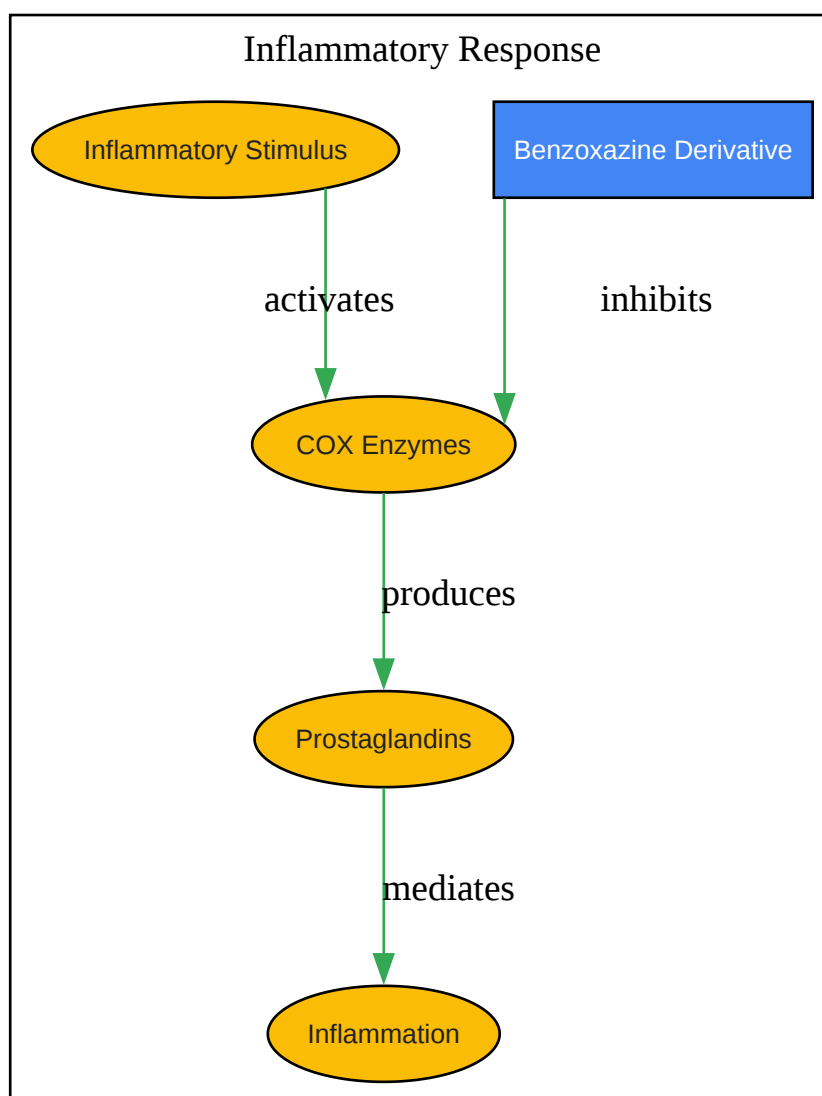 Inflammatory Response
Inflammatory Stimulus
Benzoxazine Derivative
activates
inhibits
COX Enzymes
produces
Prostaglandins
mediates
Inflammation